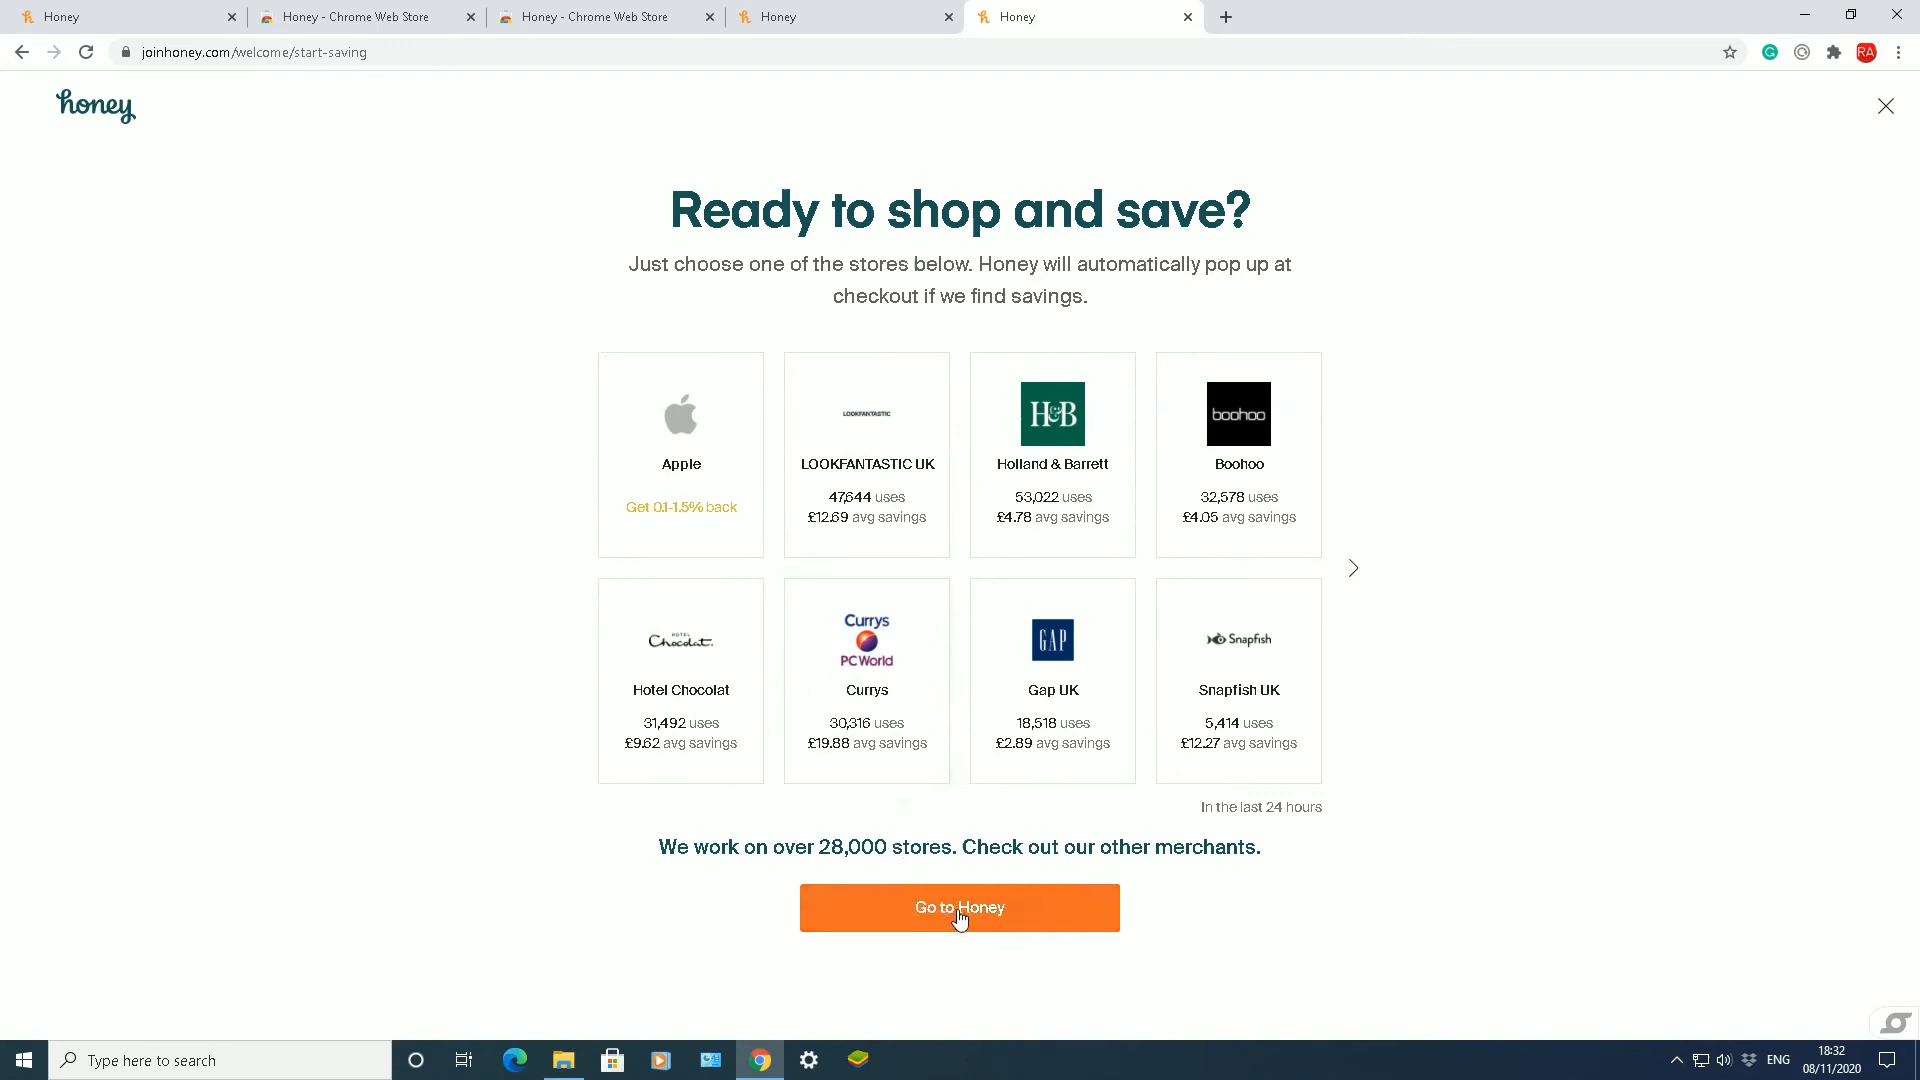 Honey
Honey - Chrome Web Store
Honey - Chrome Web Store
Honey
Honey
joinhoney.com/welcome/start-saving
RA
honey
Ready to shop and save?
Just choose one of the stores below. Honey will automatically pop up at
checkout if we find savings.
Apple
Get 0.1-1.5% back
LOOKFANTASTIC
LOOKFANTASTIC UK
47,644 uses
£12.69 avg savings
H&B
Holland & Barrett
53,022 uses
£4.78 avg savings
boohoo
Boohoo
32,578 uses
£4.05 avg savings
HOTEL
Chocolat.
Hotel Chocolat
31,492 uses
£9.62 avg savings
Currys
PC World
Currys
30,316 uses
£19.88 avg savings
GAP
Gap UK
18,518 uses
£2.89 avg savings
Snapfish
Snapfish UK
5,414 uses
£12.27 avg savings
In the last 24 hours
We work on over 28,000 stores. Check out our other merchants.
Go to Honey
Type here to search
ENG
18:32
08/11/2020